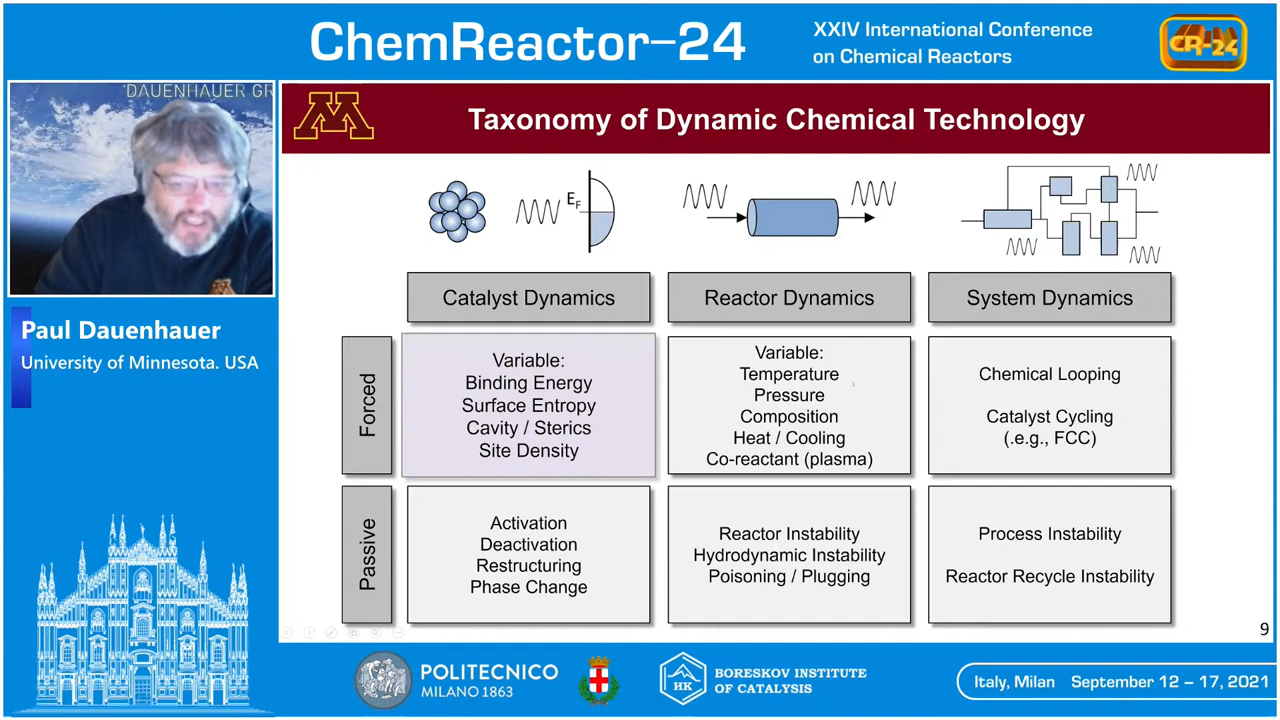 ChemReactor-24
XXIV International Conference
on Chemical Reactors
CR-24
DAUENHAUER GR
Paul Dauenhauer
University of Minnesota. USA
M
Taxonomy of Dynamic Chemical Technology
EF
Catalyst Dynamics
Reactor Dynamics
System Dynamics
Forced
Variable:
Binding Energy
Surface Entropy
Cavity / Sterics
Site Density
Variable:
Temperature
Pressure
Composition
Heat / Cooling
Co-reactant (plasma)
Chemical Looping
Catalyst Cycling
(.e.g., FCC)
Passive
Activation
Deactivation
Restructuring
Phase Change
Reactor Instability
Hydrodynamic Instability
Poisoning / Plugging
Process Instability
Reactor Recycle Instability
9
POLITECNICO
MILANO 1863
HK
BORESKOV INSTITUTE
OF CATALYSIS
Italy, Milan September 12 – 17, 2021